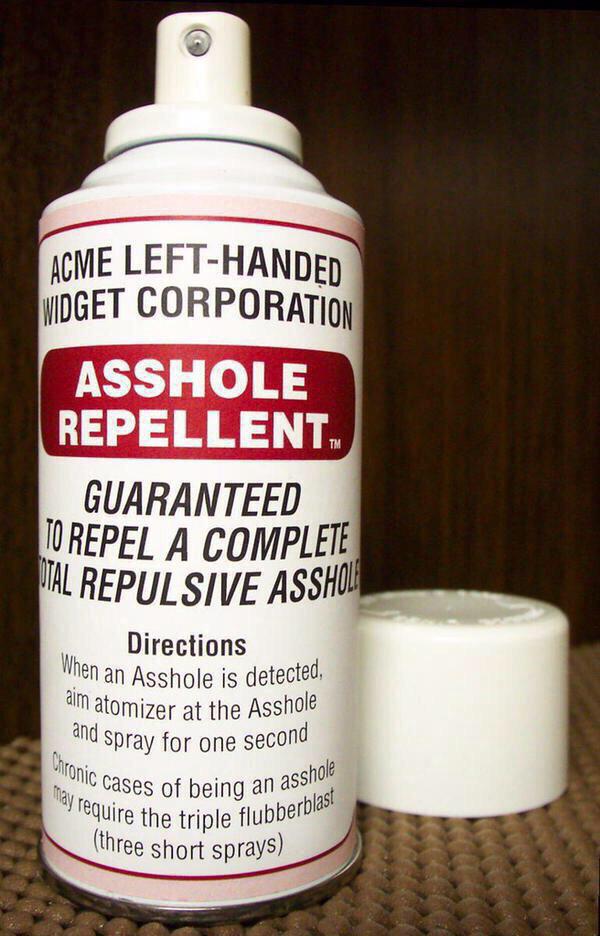 ACME LEFT-HANDED
WIDGET CORPORATION
ASSHOLE
REPELLENT™
GUARANTEED
TO REPEL A COMPLETE
TOTAL REPULSIVE ASSHOLE
Directions
When an Asshole is detected,
aim atomizer at the Asshole
and spray for one second
Chronic cases of being an asshole
may require the triple flubberblast
(three short sprays)